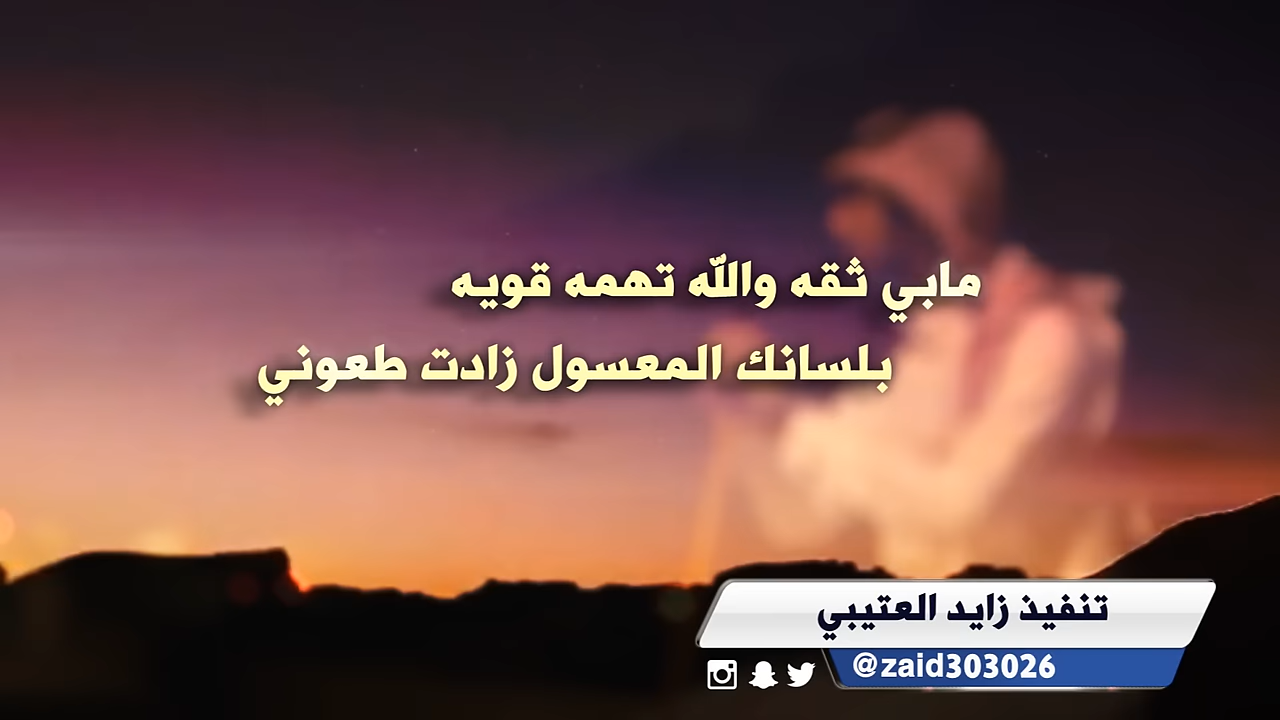 مابي ثقه والله تهمه قويه
بلسانك المعسول زادت طعوني
تنفيذ زايد العتيبي
@zaid303026